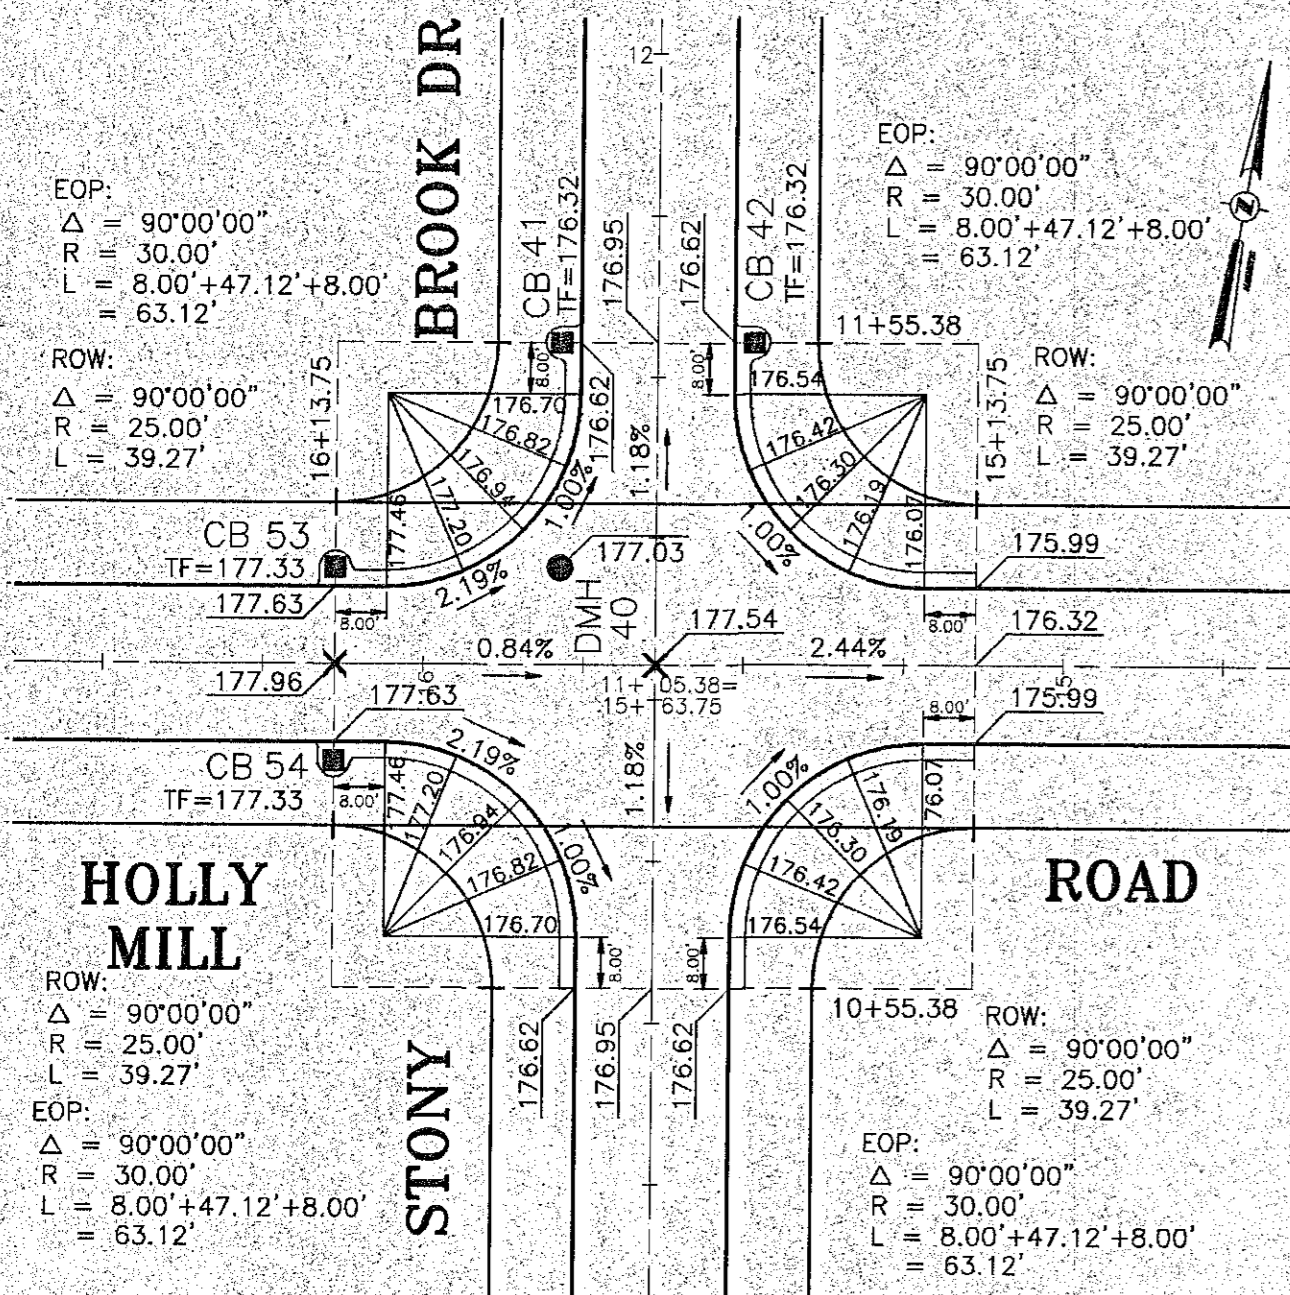 BROOK DR
12
EOP:
Δ = 90°00'00"
R = 30.00'
L = 8.00'+47.12'+8.00'
= 63.12'
ROW:
Δ = 90°00'00"
R = 25.00'
L = 39.27'
16+13.75
CB 41
TF=176.32
176.95
176.62
CB 42
TF=176.32
EOP:
Δ = 90°00'00"
R = 30.00'
L = 8.00'+47.12'+8.00'
= 63.12'
N
11+55.38
15+13.75
ROW:
Δ = 90°00'00"
R = 25.00'
L = 39.27'
8.00'
8.00'
176.70
176.82
176.94
177.20
177.46
176.62
1.00%
2.19%
1.18%
176.54
176.42
176.30
176.19
176.07
1.00%
CB 53
TF=177.33
177.63
8.00'
DMH
40
177.03
175.99
8.00'
177.54
176.32
0.84%
2.44%
177.96
16
11+05.38=
15+63.75
15
177.63
175.99
8.00'
CB 54
TF=177.33
8.00'
2.19%
1.00%
1.18%
1.00%
177.46
177.20
176.94
176.82
176.70
76.07
176.19
176.30
176.42
176.54
8.00'
8.00'
HOLLY
MILL
ROAD
ROW:
Δ = 90°00'00"
R = 25.00'
L = 39.27'
EOP:
Δ = 90°00'00"
R = 30.00'
L = 8.00'+47.12'+8.00'
= 63.12'
STONY
176.62
176.95
176.62
10+55.38
ROW:
Δ = 90°00'00"
R = 25.00'
L = 39.27'
EOP:
Δ = 90°00'00"
R = 30.00'
L = 8.00'+47.12'+8.00'
= 63.12'